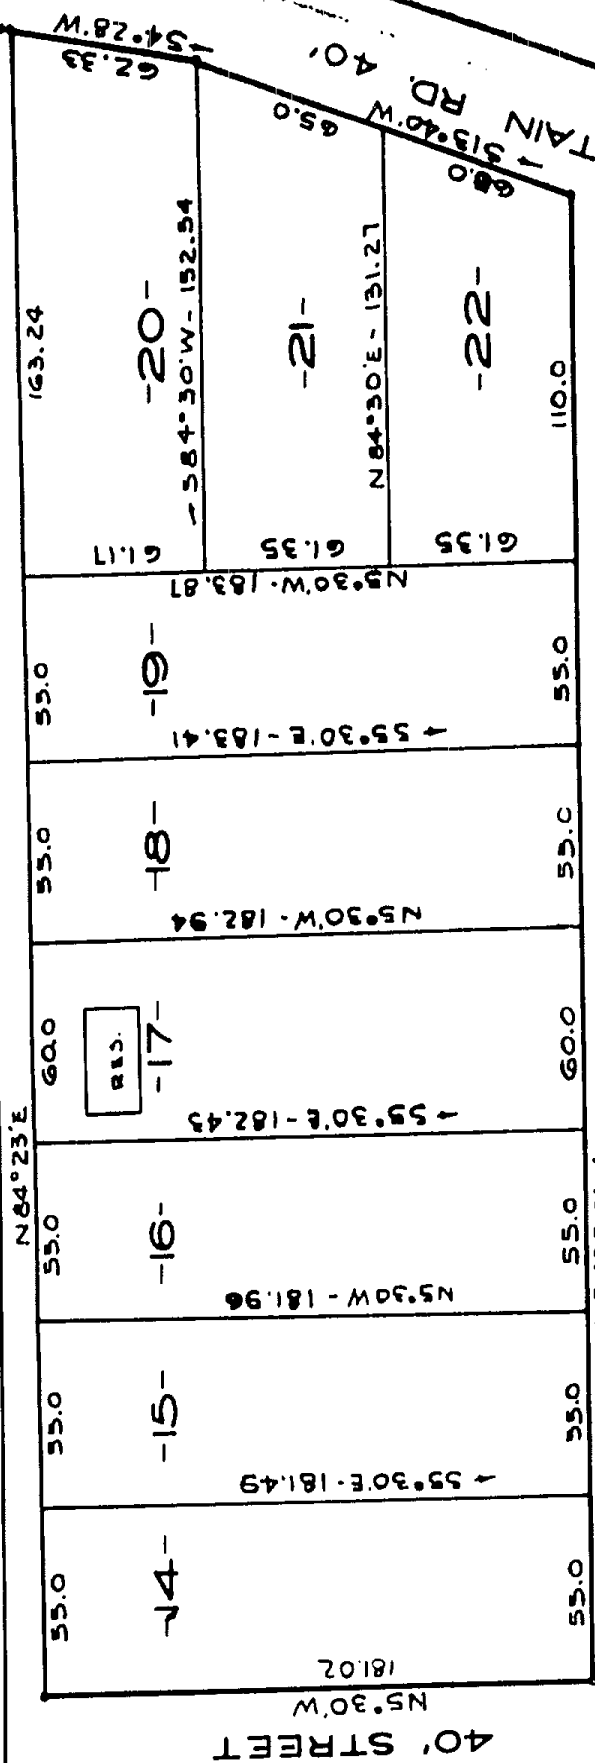 S4°28'W
62.33
TAIN RD. 40'
65.0
S13°40'W
68.0
163.24
-20-
S84°30'W - 152.54
-21-
N84°30'E - 131.27
-22-
110.0
61.17
61.35
61.35
N5°30'W - 183.87
55.0
-19-
55.0
S5°30'E - 183.41
55.0
-18-
55.0
N5°30'W - 182.94
60.0
RES.
-17-
60.0
N84°23'E
S5°30'E - 182.43
55.0
-16-
55.0
N5°30W - 181.96
55.0
-15-
55.0
S5°30'E - 181.49
55.0
-14-
55.0
181.02
N5°30'W
40' STREET